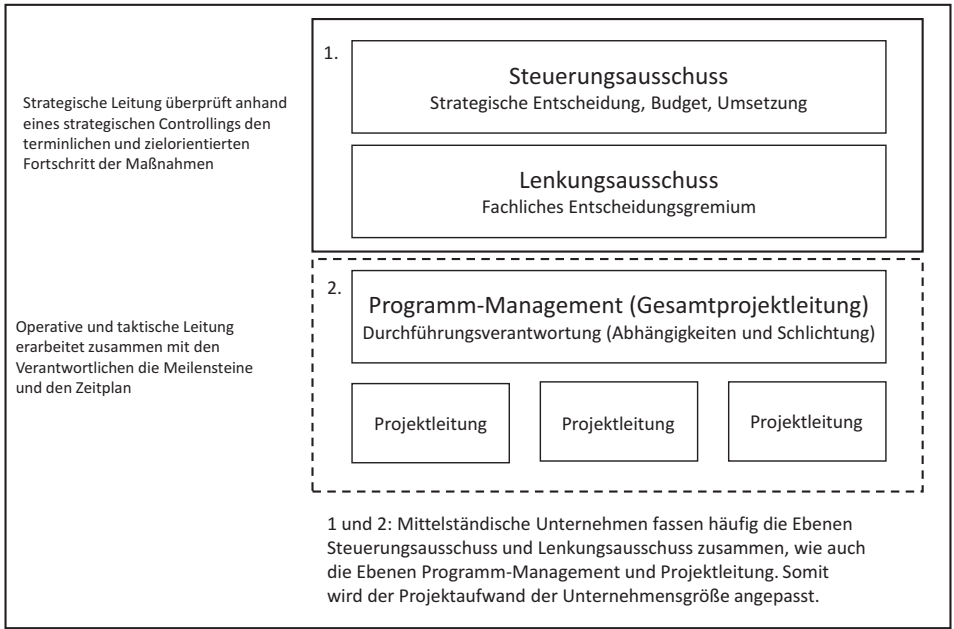 1.
Steuerungsausschuss
Strategische Entscheidung, Budget, Umsetzung
Strategische Leitung überprüft anhand
eines strategischen Controllings den
terminlichen und zielorientierten
Fortschritt der Maßnahmen
Lenkungsausschuss
Fachliches Entscheidungsgremium
2.
Programm-Management (Gesamtprojektleitung)
Durchführungsverantwortung (Abhängigkeiten und Schlichtung)
Operative und taktische Leitung
erarbeitet zusammen mit den
Verantwortlichen die Meilensteine
und den Zeitplan
Projektleitung
Projektleitung
Projektleitung
1 und 2: Mittelständische Unternehmen fassen häufig die Ebenen
Steuerungsausschuss und Lenkungsausschuss zusammen, wie auch
die Ebenen Programm-Management und Projektleitung. Somit
wird der Projektaufwand der Unternehmensgröße angepasst.